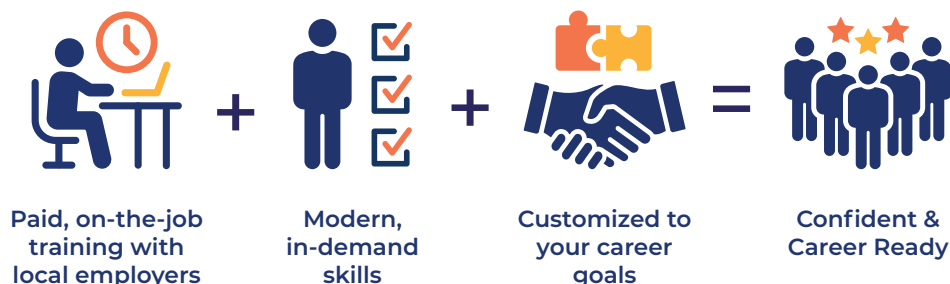 Paid, on-the-job
training with
local employers
+
Modern,
in-demand
skills
+
Customized to
your career
goals
=
Confident &
Career Ready